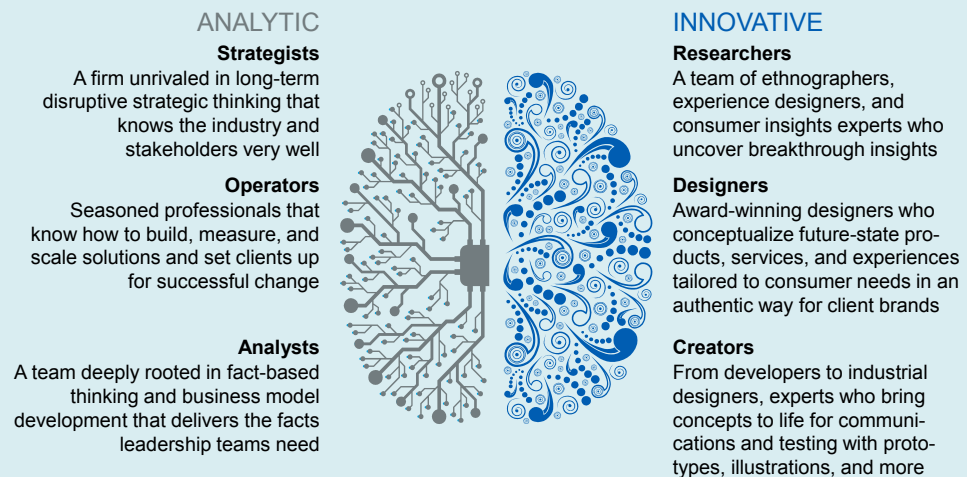 ANALYTIC
Strategists
A firm unrivaled in long-term
disruptive strategic thinking that
knows the industry and
stakeholders very well
Operators
Seasoned professionals that
know how to build, measure, and
scale solutions and set clients up
for successful change
Analysts
A team deeply rooted in fact-based
thinking and business model
development that delivers the facts
leadership teams need
INNOVATIVE
Researchers
A team of ethnographers,
experience designers, and
consumer insights experts who
uncover breakthrough insights
Designers
Award-winning designers who
conceptualize future-state pro-
ducts, services, and experiences
tailored to consumer needs in an
authentic way for client brands
Creators
From developers to industrial
designers, experts who bring
concepts to life for communi-
cations and testing with proto-
types, illustrations, and more